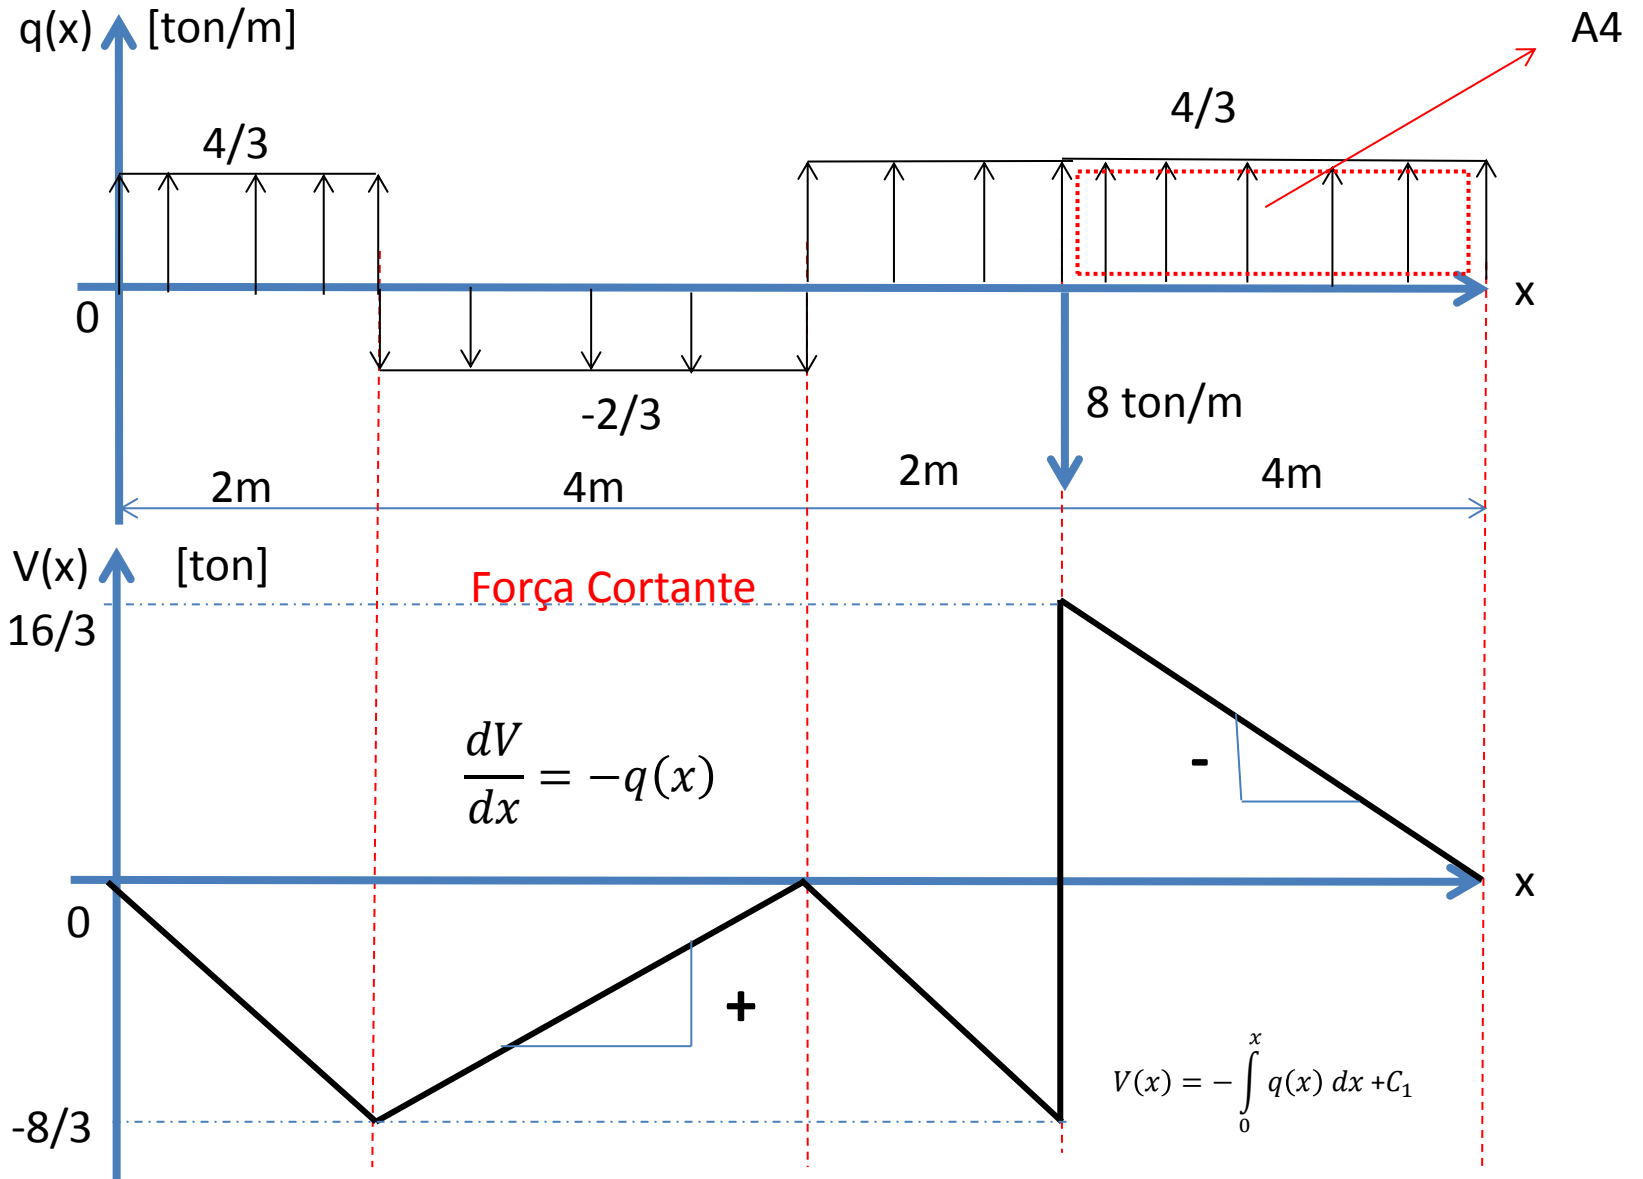 q(x) [ton/m]
A4
4/3
4/3
0
x
-2/3
8 ton/m
2m
4m
2m
4m
V(x) [ton]
Força Cortante
16/3
dV/dx = −q(x)
-
0
x
+
V(x) = − ∫₀ˣ q(x) dx +C₁
-8/3